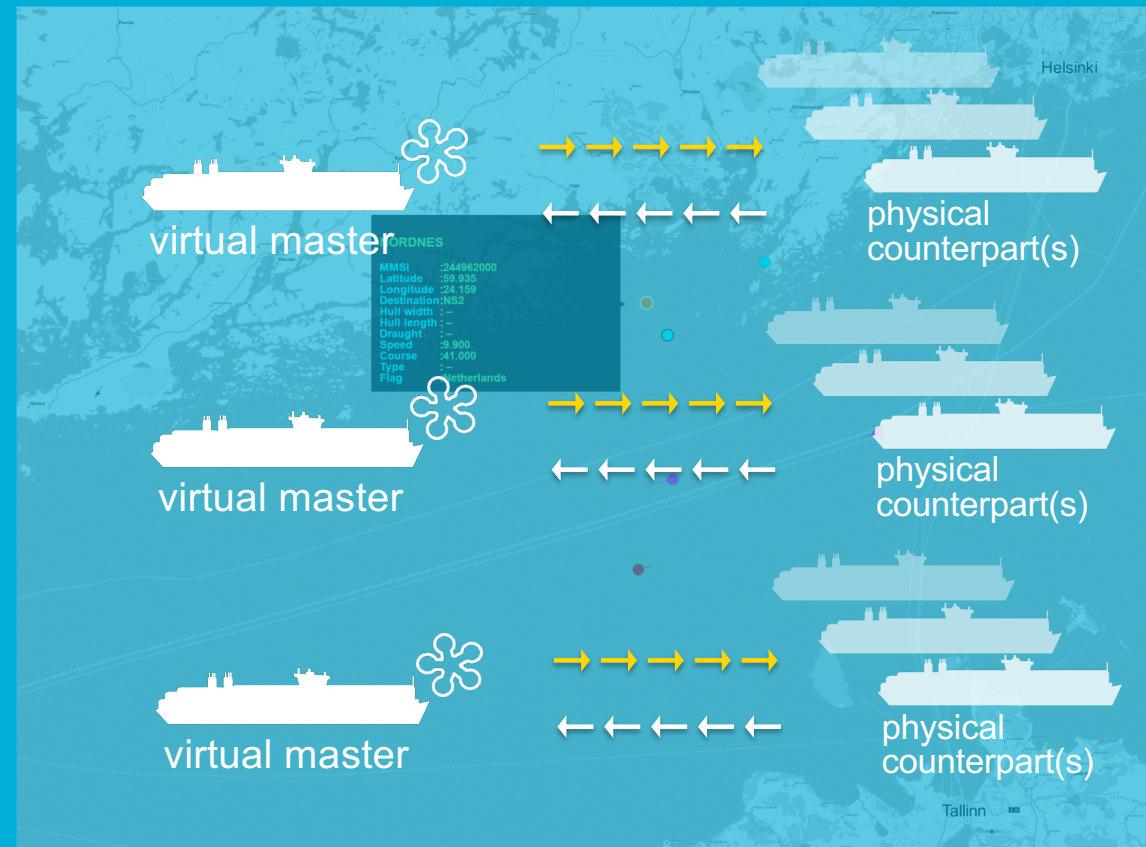 Helsinki
virtual master
physical
counterpart(s)
ORDNES
MMSI :244962000
Latitude :59.935
Longitude :24.159
Destination:NS2
Hull width : –
Hull length : –
Draught : –
Speed :9.900
Course :41.000
Type : –
Flag :Netherlands
virtual master
physical
counterpart(s)
virtual master
physical
counterpart(s)
Tallinn